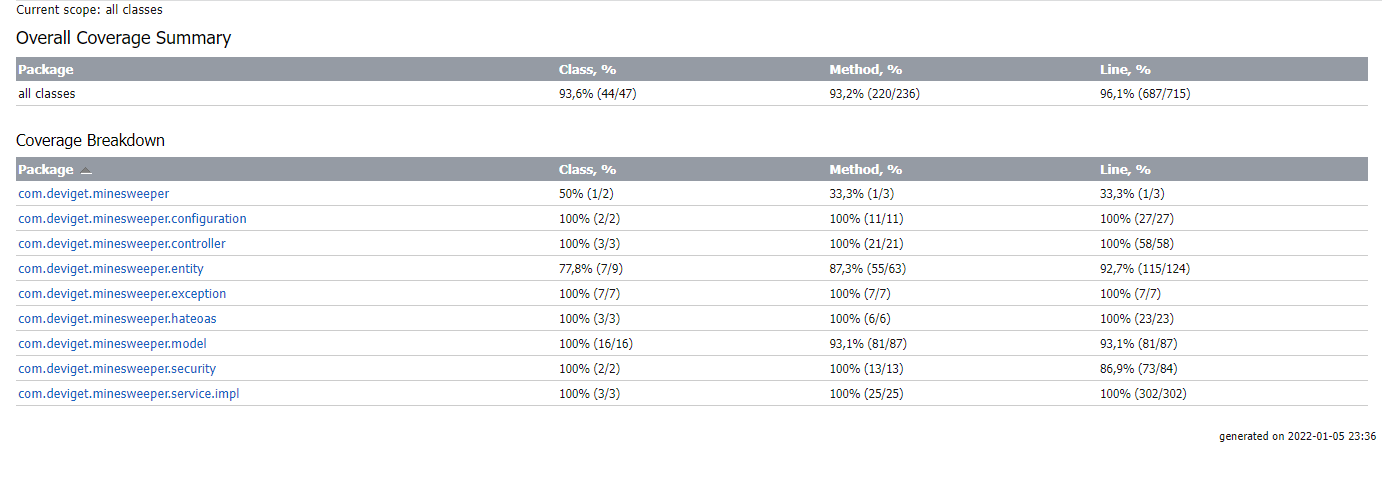 Current scope: all classes
Overall Coverage Summary
Package Class, % Method, % Line, %
all classes 93,6% (44/47) 93,2% (220/236) 96,1% (687/715)
Coverage Breakdown
Package Class, % Method, % Line, %
com.deviget.minesweeper 50% (1/2) 33,3% (1/3) 33,3% (1/3)
com.deviget.minesweeper.configuration 100% (2/2) 100% (11/11) 100% (27/27)
com.deviget.minesweeper.controller 100% (3/3) 100% (21/21) 100% (58/58)
com.deviget.minesweeper.entity 77,8% (7/9) 87,3% (55/63) 92,7% (115/124)
com.deviget.minesweeper.exception 100% (7/7) 100% (7/7) 100% (7/7)
com.deviget.minesweeper.hateoas 100% (3/3) 100% (6/6) 100% (23/23)
com.deviget.minesweeper.model 100% (16/16) 93,1% (81/87) 93,1% (81/87)
com.deviget.minesweeper.security 100% (2/2) 100% (13/13) 86,9% (73/84)
com.deviget.minesweeper.service.impl 100% (3/3) 100% (25/25) 100% (302/302)
generated on 2022-01-05 23:36